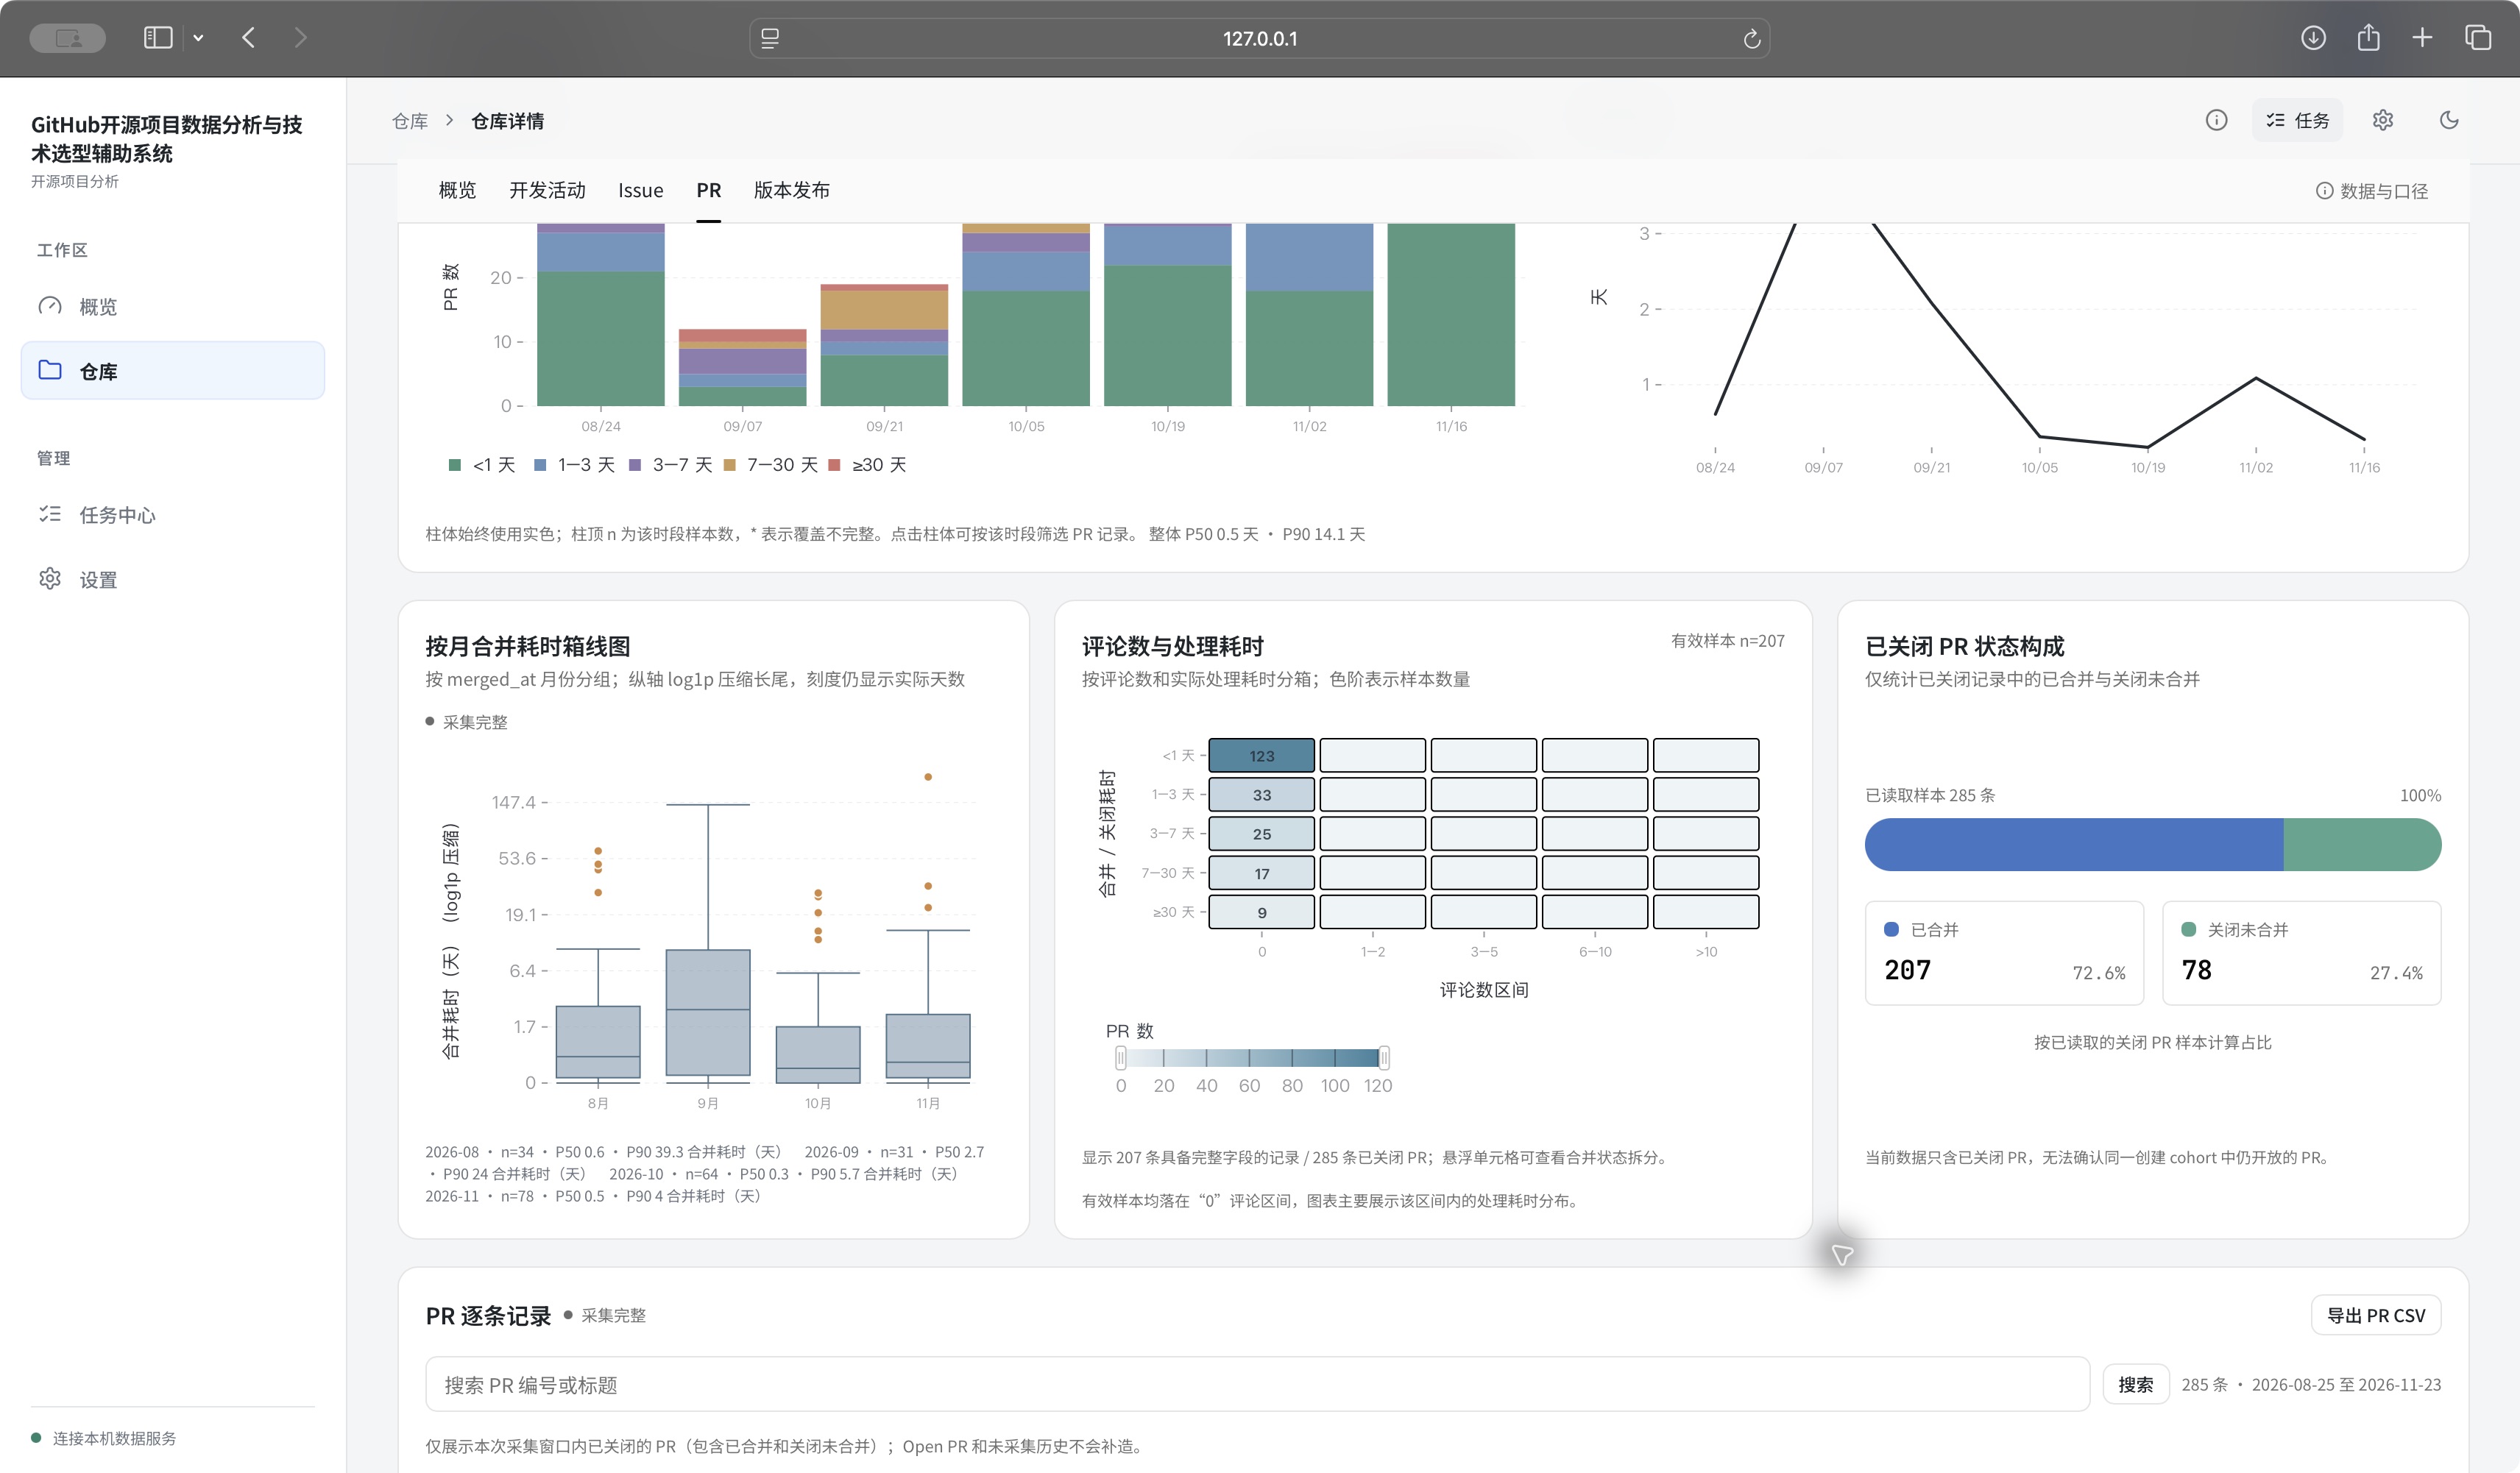 127.0.0.1
GitHub开源项目数据分析与技
术选型辅助系统
开源项目分析
工作区
概览
仓库
管理
任务中心
设置
连接本机数据服务
仓库 > 仓库详情
任务
概览 开发活动 Issue PR 版本发布
数据与口径
PR 数
20
10
0
08/24 09/07 09/21 10/05 10/19 11/02 11/16
<1 天 1—3 天 3—7 天 7—30 天 ≥30 天
天
3
2
1
08/24 09/07 09/21 10/05 10/19 11/02 11/16
柱体始终使用实色；柱顶 n 为该时段样本数，* 表示覆盖不完整。点击柱体可按该时段筛选 PR 记录。 整体 P50 0.5 天 · P90 14.1 天
按月合并耗时箱线图
按 merged_at 月份分组；纵轴 log1p 压缩长尾，刻度仍显示实际天数
采集完整
合并耗时（天）（log1p 压缩）
147.4
53.6
19.1
6.4
1.7
0
8月 9月 10月 11月
2026-08 · n=34 · P50 0.6 · P90 39.3 合并耗时（天） 2026-09 · n=31 · P50 2.7
· P90 24 合并耗时（天） 2026-10 · n=64 · P50 0.3 · P90 5.7 合并耗时（天）
2026-11 · n=78 · P50 0.5 · P90 4 合并耗时（天）
评论数与处理耗时
有效样本 n=207
按评论数和实际处理耗时分箱；色阶表示样本数量
合并 / 关闭耗时
<1 天 123
1—3 天 33
3—7 天 25
7—30 天 17
≥30 天 9
0 1—2 3—5 6—10 >10
评论数区间
PR 数
0 20 40 60 80 100 120
显示 207 条具备完整字段的记录 / 285 条已关闭 PR；悬浮单元格可查看合并状态拆分。
有效样本均落在“0”评论区间，图表主要展示该区间内的处理耗时分布。
已关闭 PR 状态构成
仅统计已关闭记录中的已合并与关闭未合并
已读取样本 285 条 100%
已合并
207 72.6%
关闭未合并
78 27.4%
按已读取的关闭 PR 样本计算占比
当前数据只含已关闭 PR，无法确认同一创建 cohort 中仍开放的 PR。
PR 逐条记录 采集完整
导出 PR CSV
搜索 PR 编号或标题
搜索
285 条 · 2026-08-25 至 2026-11-23
仅展示本次采集窗口内已关闭的 PR（包含已合并和关闭未合并）；Open PR 和未采集历史不会补造。